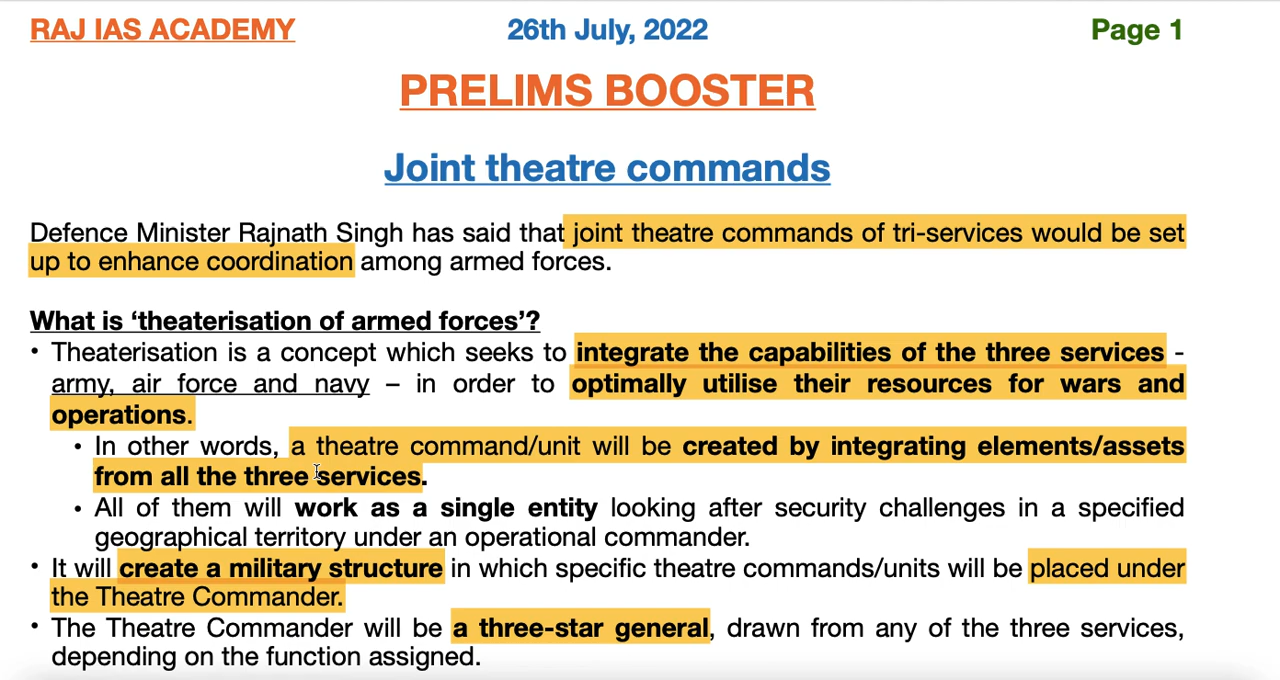 RAJ IAS ACADEMY 26th July, 2022 Page 1
PRELIMS BOOSTER
Joint theatre commands
Defence Minister Rajnath Singh has said that joint theatre commands of tri-services would be set
up to enhance coordination among armed forces.
What is ‘theaterisation of armed forces’?
• Theaterisation is a concept which seeks to integrate the capabilities of the three services -
army, air force and navy – in order to optimally utilise their resources for wars and
operations.
• In other words, a theatre command/unit will be created by integrating elements/assets
from all the three services.
• All of them will work as a single entity looking after security challenges in a specified
geographical territory under an operational commander.
• It will create a military structure in which specific theatre commands/units will be placed under
the Theatre Commander.
• The Theatre Commander will be a three-star general, drawn from any of the three services,
depending on the function assigned.